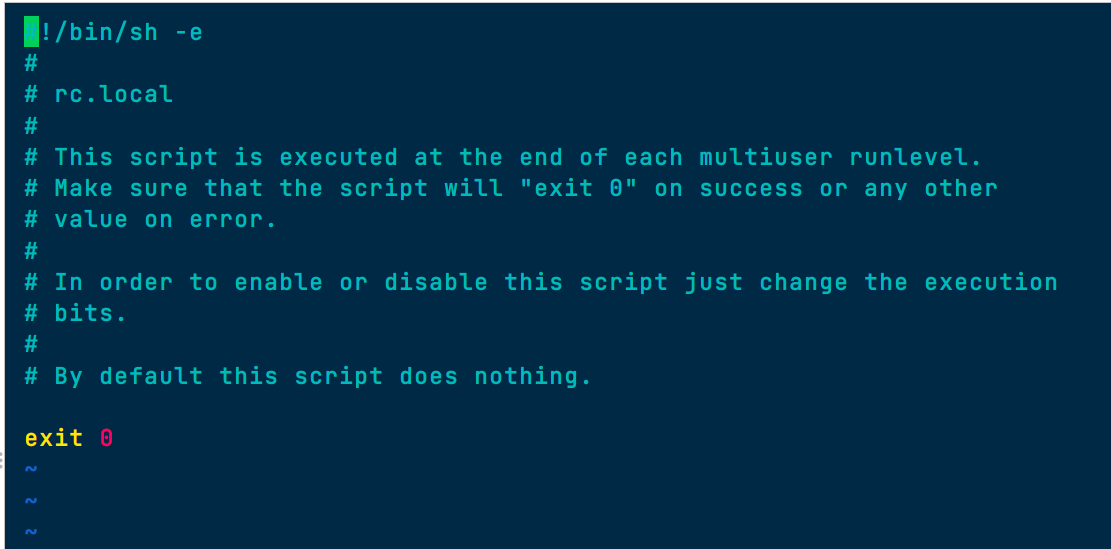 #!/bin/sh -e
#
# rc.local
#
# This script is executed at the end of each multiuser runlevel.
# Make sure that the script will "exit 0" on success or any other
# value on error.
#
# In order to enable or disable this script just change the execution
# bits.
#
# By default this script does nothing.

exit 0
~
~
~